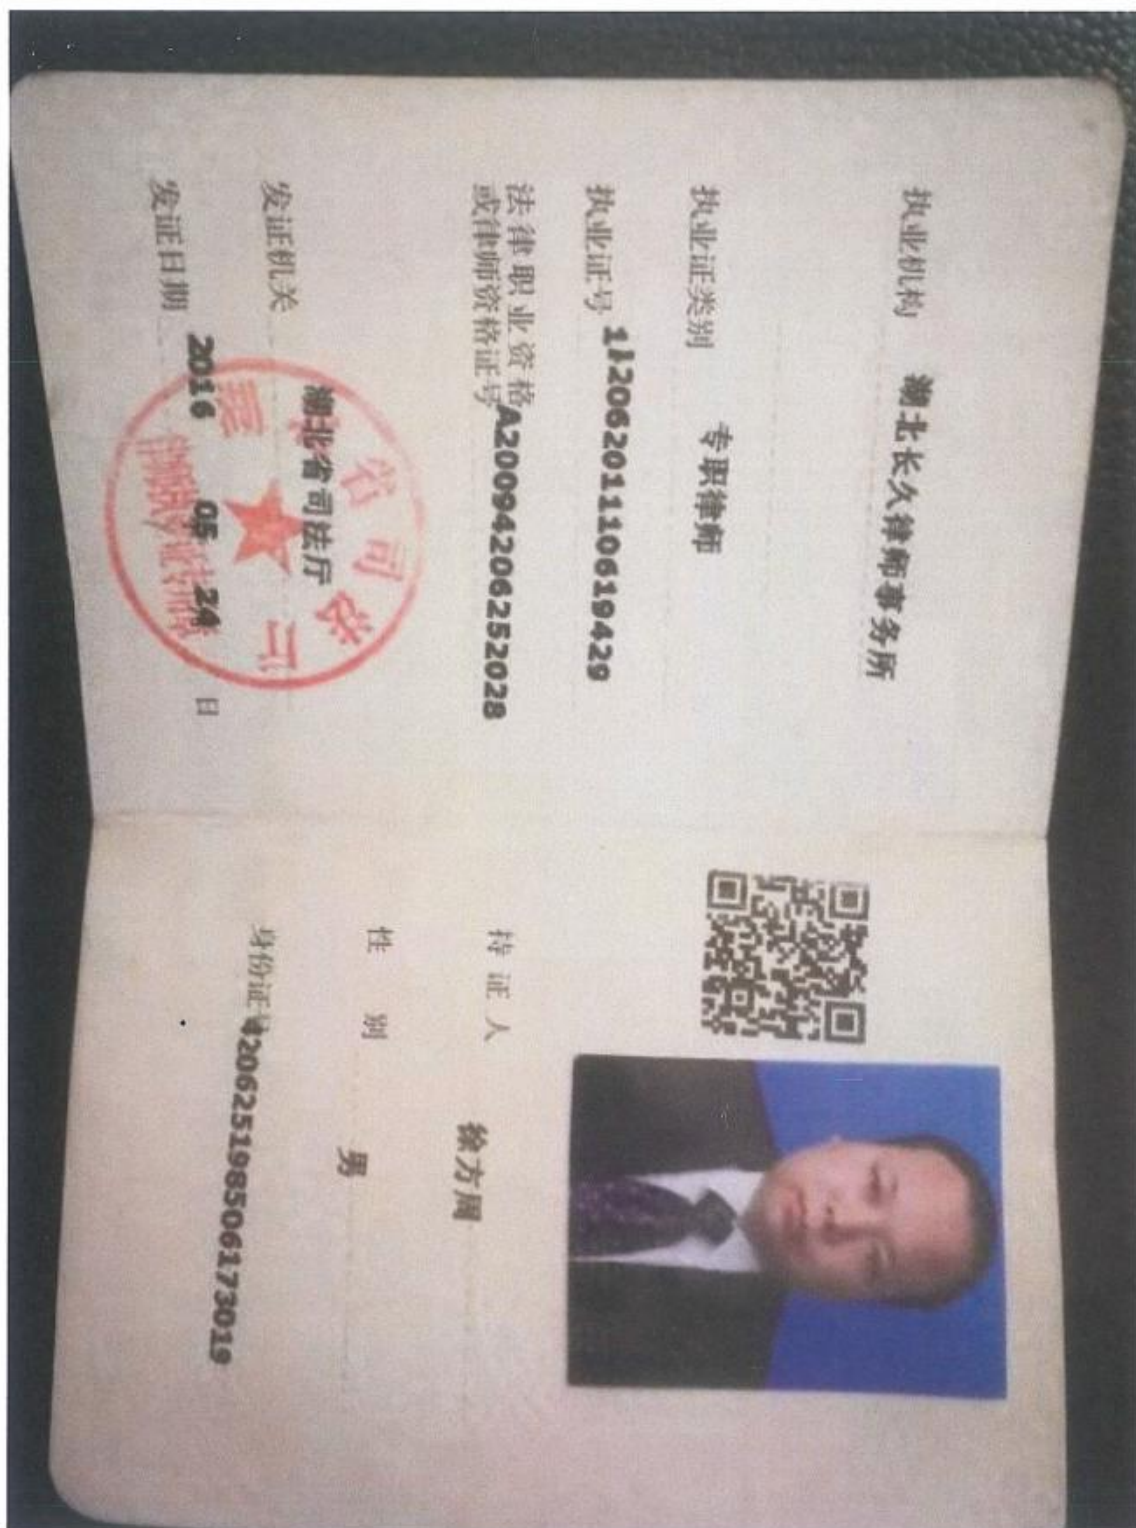 执业机构 湖北长久律师事务所
执业证类别 专职律师
执业证号 14206201110619429
法律职业资格
或律师资格证号 A20094206252028
发证机关 湖北省司法厅
发证日期 2016 05 24 日
持证人 徐方周
性别 男
身份证号 420625198506173019